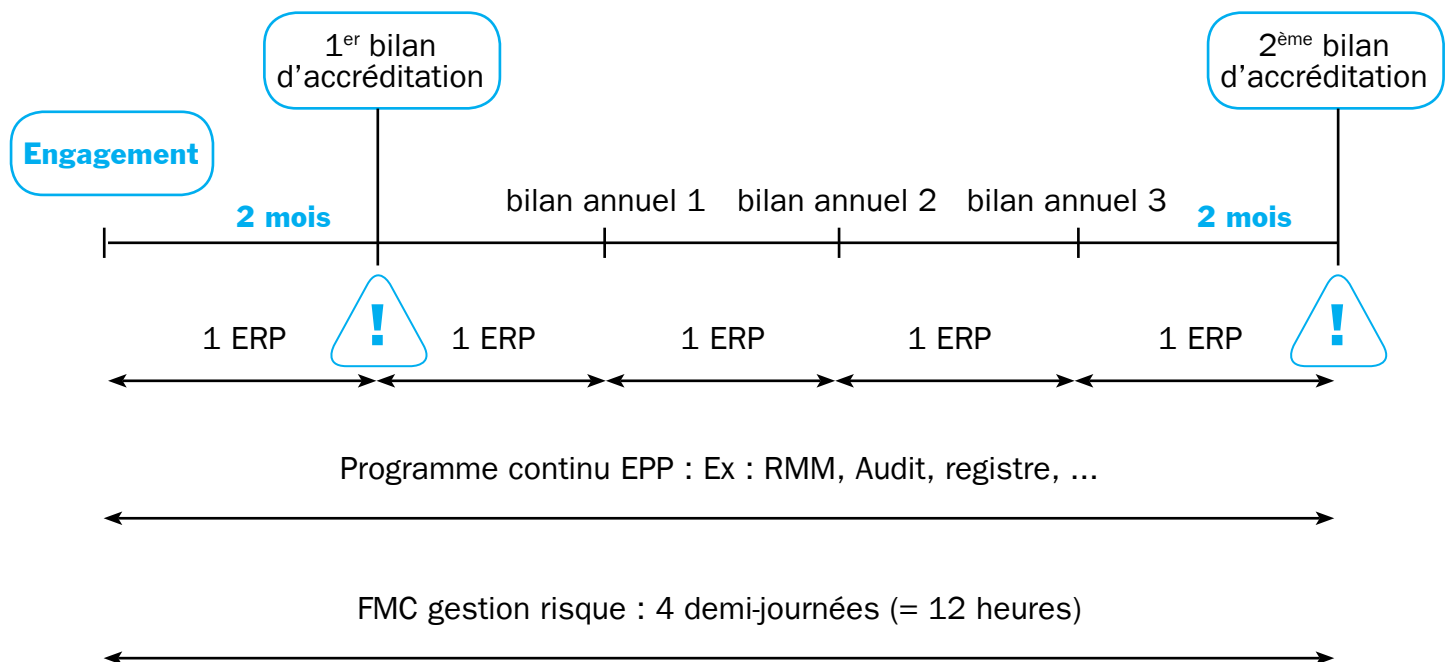 1er bilan
d’accréditation
2ème bilan
d’accréditation
Engagement
2 mois
bilan annuel 1
bilan annuel 2
bilan annuel 3
2 mois
!
!
1 ERP
1 ERP
1 ERP
1 ERP
1 ERP
Programme continu EPP : Ex : RMM, Audit, registre, ...
FMC gestion risque : 4 demi-journées (= 12 heures)